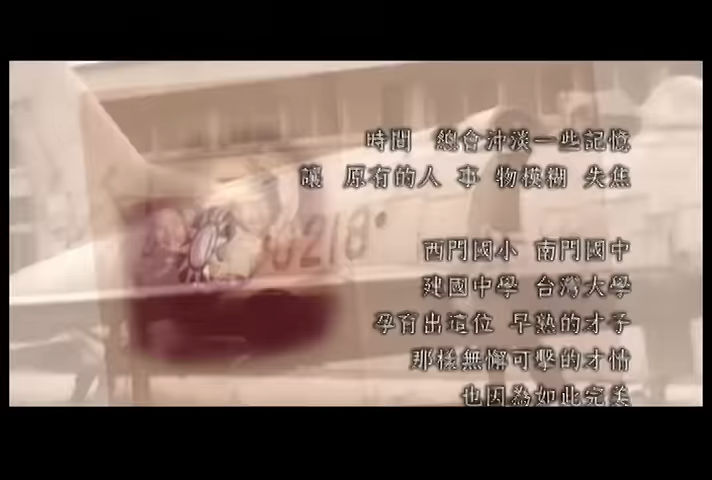 時間 總會沖淡一些記憶
讓 原有的人 事 物模糊 失焦
0218
西門國小 南門國中
建國中學 台灣大學
孕育出這位 早熟的才子
那樣無懈可擊的才情
也因為如此完美